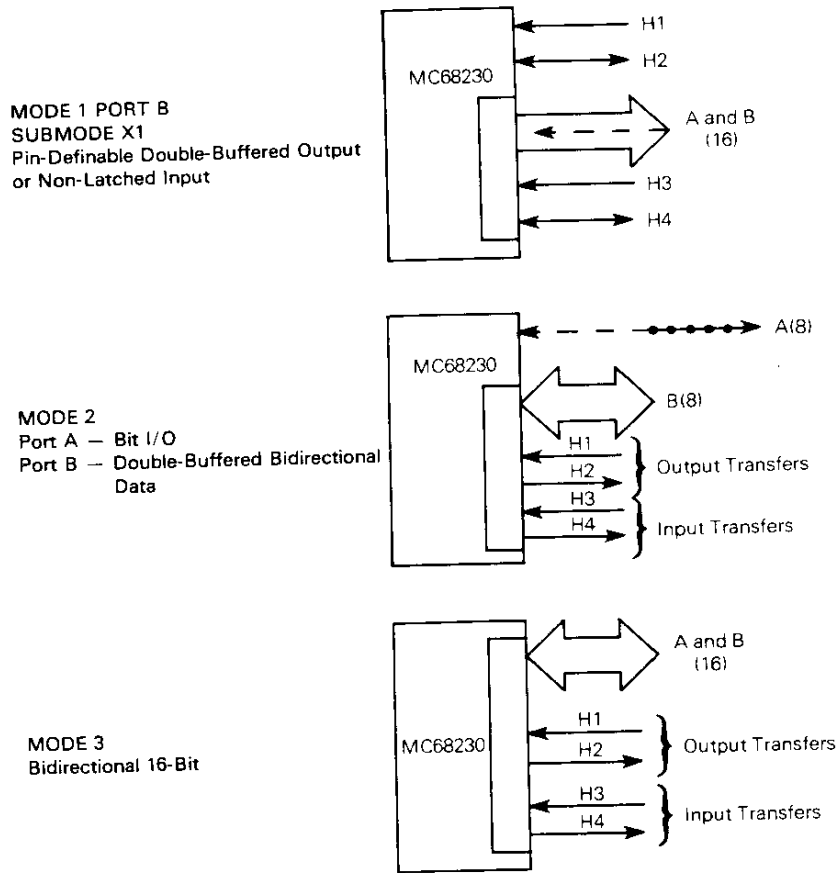 H1
MC68230
H2
MODE 1 PORT B
SUBMODE X1
Pin-Definable Double-Buffered Output
or Non-Latched Input
A and B
(16)
H3
H4
A(8)
MC68230
B(8)
MODE 2
Port A — Bit I/O
Port B — Double-Buffered Bidirectional
Data
H1
H2
Output Transfers
H3
H4
Input Transfers
A and B
(16)
MODE 3
Bidirectional 16-Bit
MC68230
H1
H2
Output Transfers
H3
H4
Input Transfers